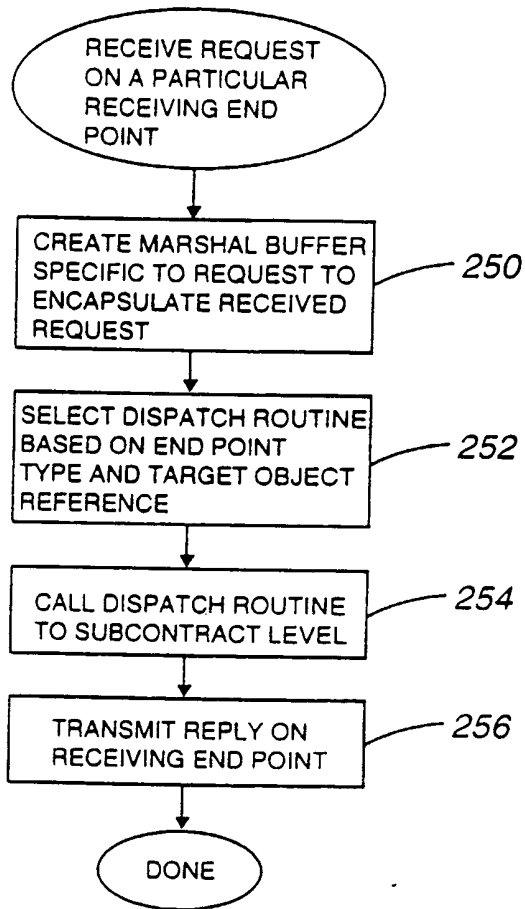 RECEIVE REQUEST
ON A PARTICULAR
RECEIVING END
POINT
CREATE MARSHAL BUFFER
SPECIFIC TO REQUEST TO
ENCAPSULATE RECEIVED
REQUEST
250
SELECT DISPATCH ROUTINE
BASED ON END POINT
TYPE AND TARGET OBJECT
REFERENCE
252
CALL DISPATCH ROUTINE
TO SUBCONTRACT LEVEL
254
TRANSMIT REPLY ON
RECEIVING END POINT
256
DONE